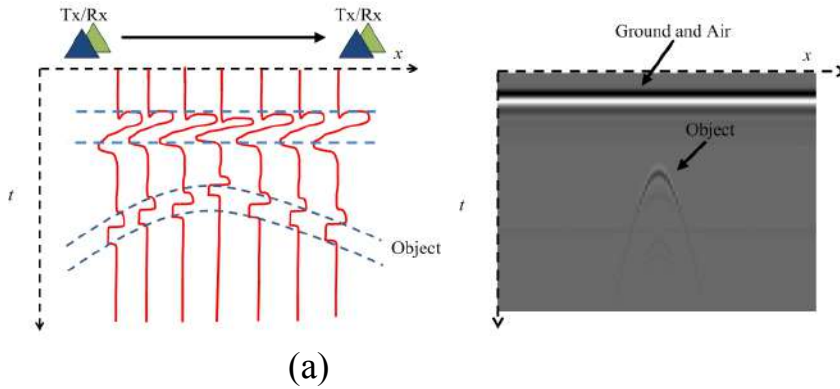 Tx/Rx
Tx/Rx
x
t
Object
Ground and Air
x
Object
t
(a)